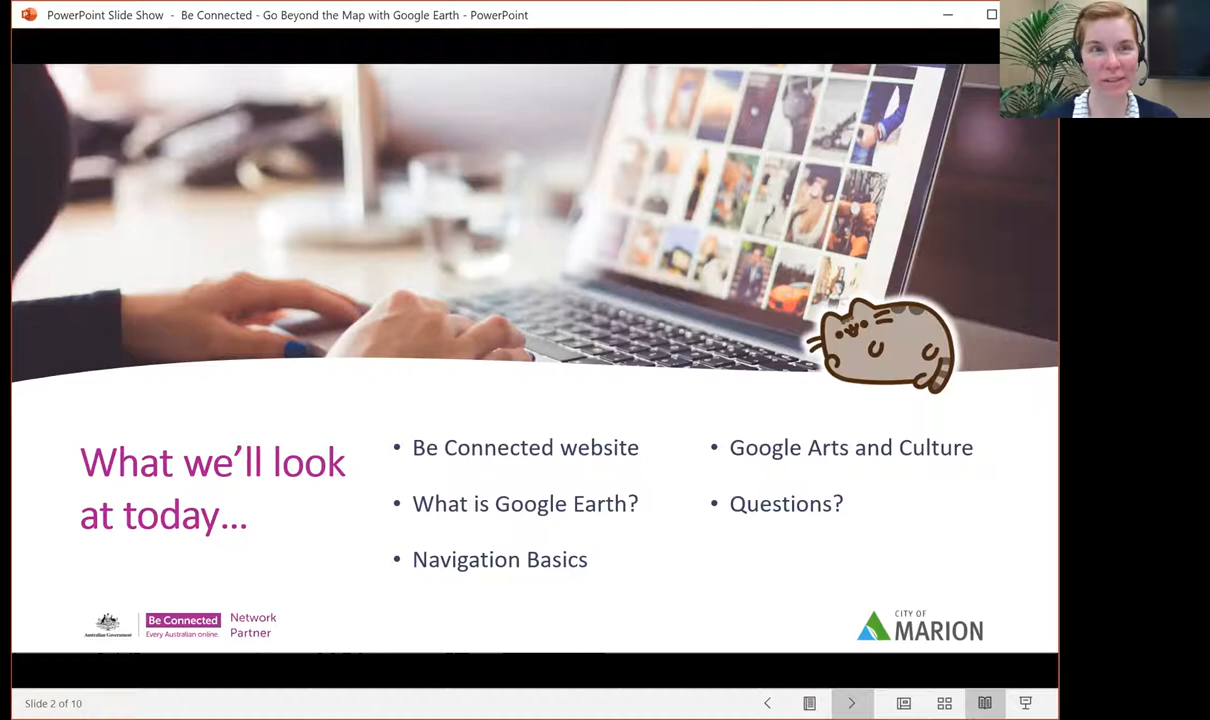 PowerPoint Slide Show - Be Connected - Go Beyond the Map with Google Earth - PowerPoint
What we'll look
at today...
• Be Connected website
• What is Google Earth?
• Navigation Basics
• Google Arts and Culture
• Questions?
Australian Government
Be Connected
Every Australian online.
Network
Partner
CITY OF
MARION
Slide 2 of 10